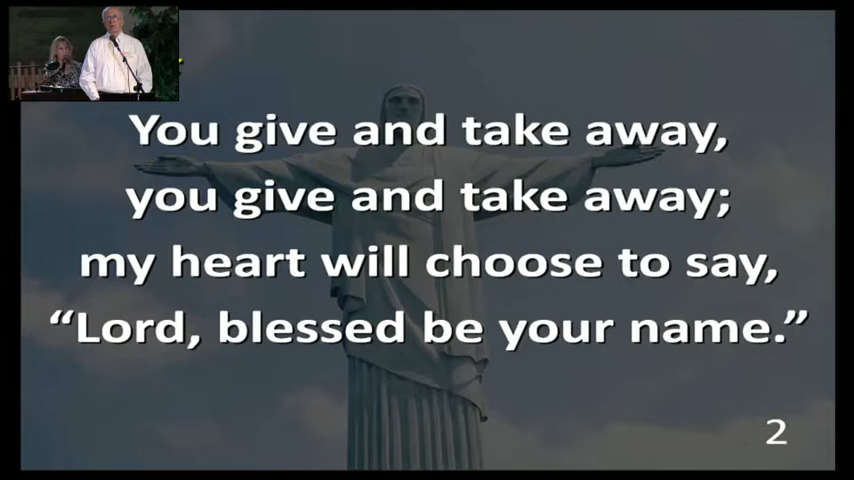 You give and take away,
you give and take away;
my heart will choose to say,
“Lord, blessed be your name.”
2